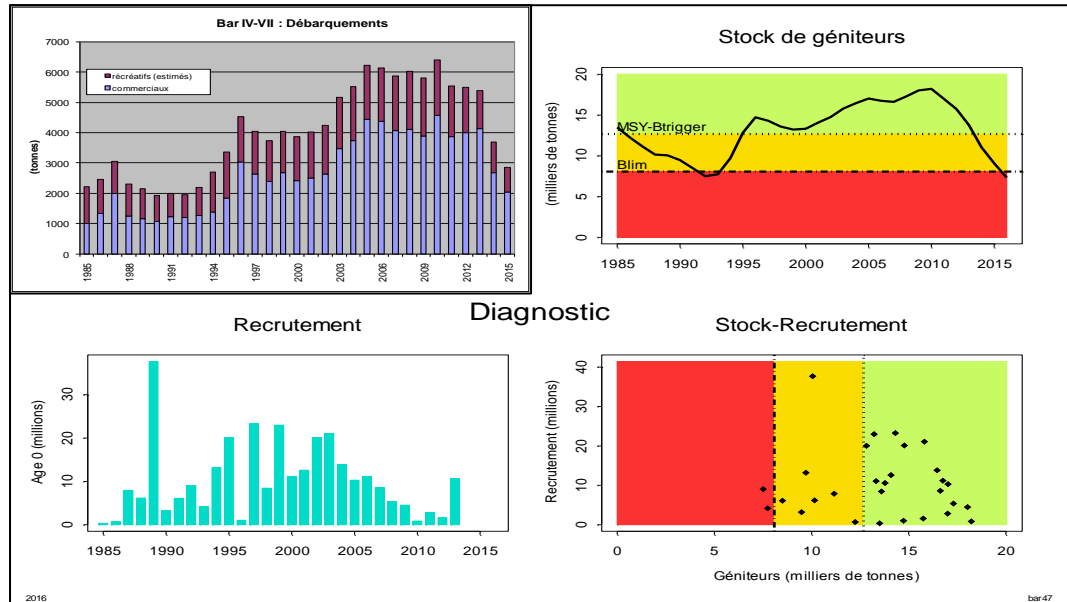 Bar IV-VII : Débarquements
7000
6000
5000
4000
3000
2000
1000
0
(tonnes)
récréatifs (estimés)
commerciaux
1985
1988
1991
1994
1997
2000
2003
2006
2009
2012
2015
Stock de géniteurs
(milliers de tonnes)
20
15
10
5
0
MSY-Btrigger
Blim
1985 1990 1995 2000 2005 2010 2015
Diagnostic
Recrutement
Age 0 (millions)
30
20
10
0
1985 1990 1995 2000 2005 2010 2015
Stock-Recrutement
Recrutement (millions)
40
30
20
10
0
0 5 10 15 20
Géniteurs (milliers de tonnes)
2016
bar47